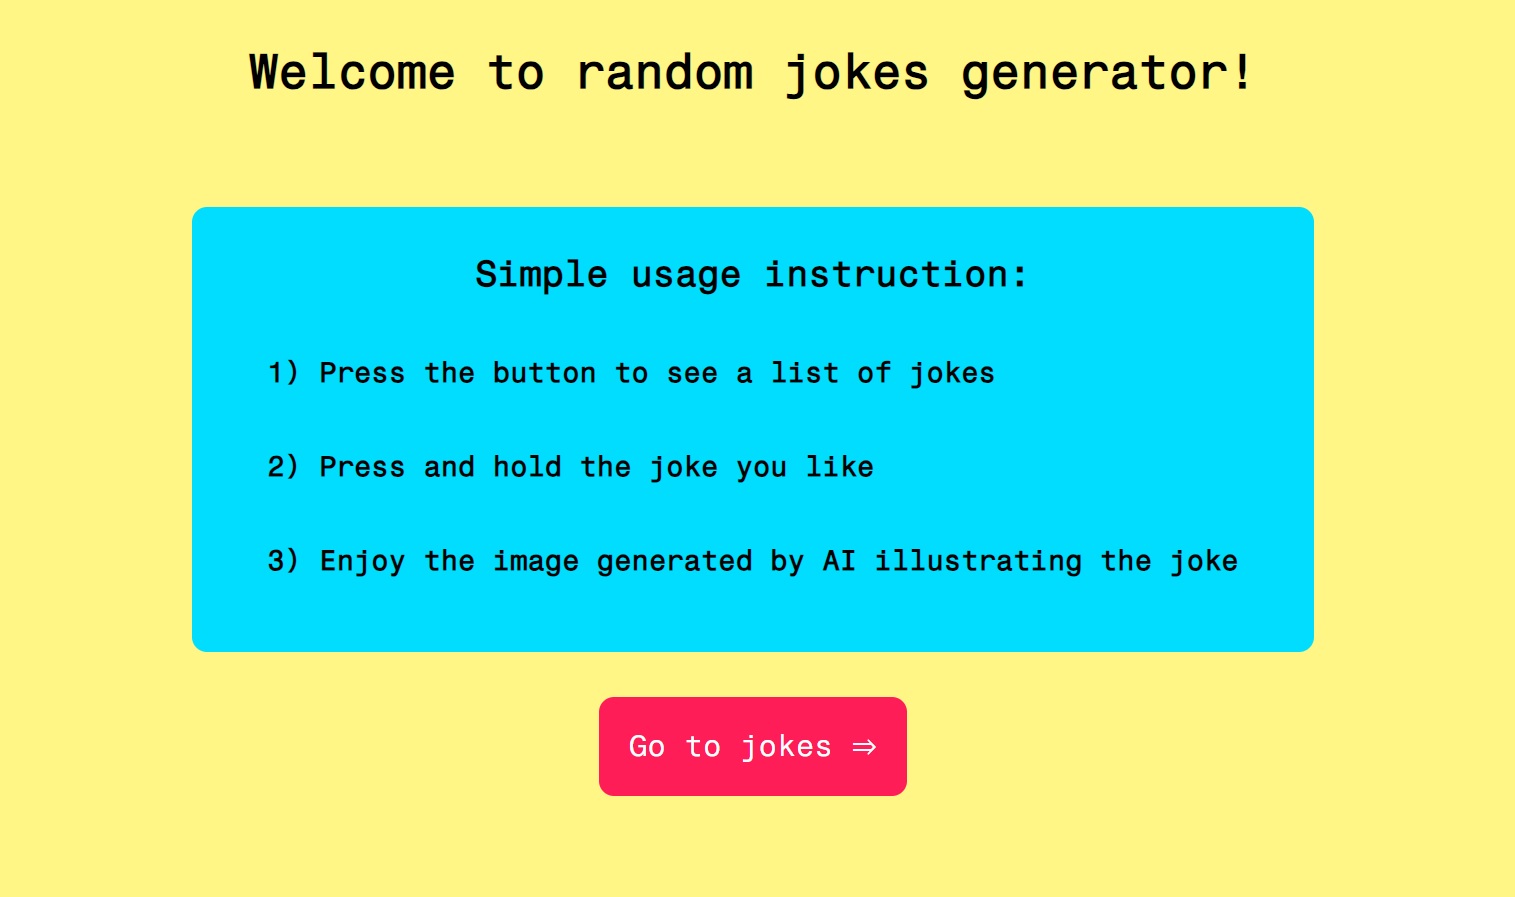 Welcome to random jokes generator!
Simple usage instruction:
1) Press the button to see a list of jokes
2) Press and hold the joke you like
3) Enjoy the image generated by AI illustrating the joke
Go to jokes ⇒